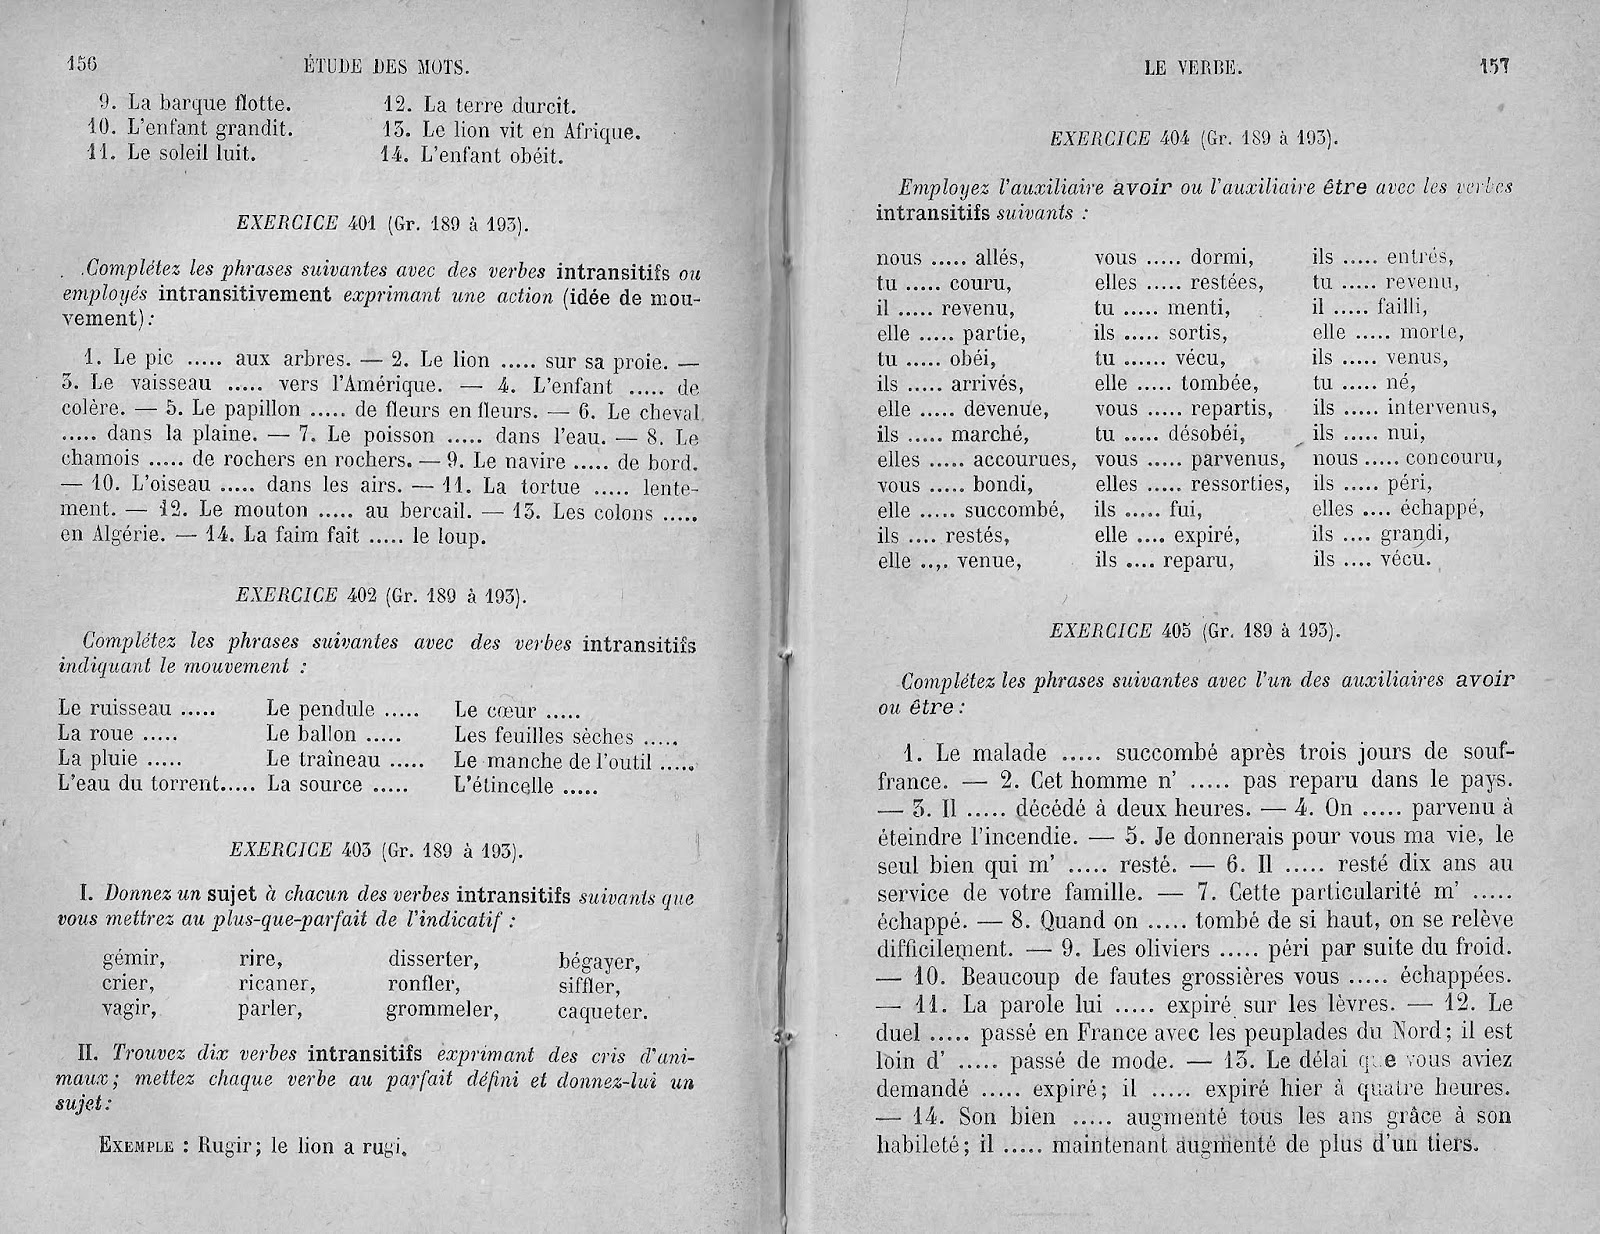 156 ÉTUDE DES MOTS.
9. La barque flotte. 12. La terre durcit.
10. L'enfant grandit. 13. Le lion vit en Afrique.
11. Le soleil luit. 14. L'enfant obéit.
EXERCICE 401 (Gr. 189 à 193).
Complétez les phrases suivantes avec des verbes intransitifs ou
employés intransitivement exprimant une action (idée de mou-
vement):
1. Le pic ..... aux arbres. — 2. Le lion ..... sur sa proie. —
3. Le vaisseau ..... vers l'Amérique. — 4. L'enfant ..... de
colère. — 5. Le papillon ..... de fleurs en fleurs. — 6. Le cheval
..... dans la plaine. — 7. Le poisson ..... dans l'eau. — 8. Le
chamois ..... de rochers en rochers. — 9. Le navire ..... de bord.
— 10. L'oiseau ..... dans les airs. — 11. La tortue ..... lente-
ment. — 12. Le mouton ..... au bercail. — 13. Les colons .....
en Algérie. — 14. La faim fait ..... le loup.
EXERCICE 402 (Gr. 189 à 193).
Complétez les phrases suivantes avec des verbes intransitifs
indiquant le mouvement :
Le ruisseau ..... Le pendule ..... Le cœur .....
La roue ..... Le ballon ..... Les feuilles sèches .....
La pluie ..... Le traîneau ..... Le manche de l'outil .....
L'eau du torrent..... La source ..... L'étincelle .....
EXERCICE 403 (Gr. 189 à 193).
I. Donnez un sujet à chacun des verbes intransitifs suivants que
vous mettrez au plus-que-parfait de l'indicatif :
gémir, rire, disserter, bégayer,
crier, ricaner, ronfler, siffler,
vagir, parler, grommeler, caqueter.
II. Trouvez dix verbes intransitifs exprimant des cris d'ani-
maux; mettez chaque verbe au parfait défini et donnez-lui un
sujet:
EXEMPLE : Rugir; le lion a rugi.
LE VERBE. 157
EXERCICE 404 (Gr. 189 à 193).
Employez l'auxiliaire avoir ou l'auxiliaire être avec les verbes
intransitifs suivants :
nous ..... allés, vous ..... dormi, ils ..... entrés,
tu ..... couru, elles ..... restées, tu ..... revenu,
il ..... revenu, tu ..... menti, il ..... failli,
elle ..... partie, ils ..... sortis, elle ..... morte,
tu ..... obéi, tu ...... vécu, ils ..... venus,
ils ..... arrivés, elle ..... tombée, tu ..... né,
elle ..... devenue, vous ..... repartis, ils ..... intervenus,
ils ..... marché, tu ..... désobéi, ils ..... nui,
elles ..... accourues, vous ..... parvenus, nous ..... concouru,
vous ..... bondi, elles ..... ressorties, ils ..... péri,
elle ..... succombé, ils ..... fui, elles .... échappé,
ils .... restés, elle .... expiré, ils .... grandi,
elle ..,. venue, ils .... reparu, ils .... vécu.
EXERCICE 405 (Gr. 189 à 193).
Complétez les phrases suivantes avec l'un des auxiliaires avoir
ou être :
1. Le malade ..... succombé après trois jours de souf-
france. — 2. Cet homme n' ..... pas reparu dans le pays.
— 3. Il ..... décédé à deux heures. — 4. On ..... parvenu à
éteindre l'incendie. — 5. Je donnerais pour vous ma vie, le
seul bien qui m' ..... resté. — 6. Il ..... resté dix ans au
service de votre famille. — 7. Cette particularité m' .....
échappé. — 8. Quand on ..... tombé de si haut, on se relève
difficilement. — 9. Les oliviers ..... péri par suite du froid.
— 10. Beaucoup de fautes grossières vous ..... échappées.
— 11. La parole lui ..... expiré sur les lèvres. — 12. Le
duel ..... passé en France avec les peuplades du Nord; il est
loin d' ..... passé de mode. — 13. Le délai que vous aviez
demandé ..... expiré; il ..... expiré hier à quatre heures.
— 14. Son bien ..... augmenté tous les ans grâce à son
habileté; il ..... maintenant augmenté de plus d'un tiers.